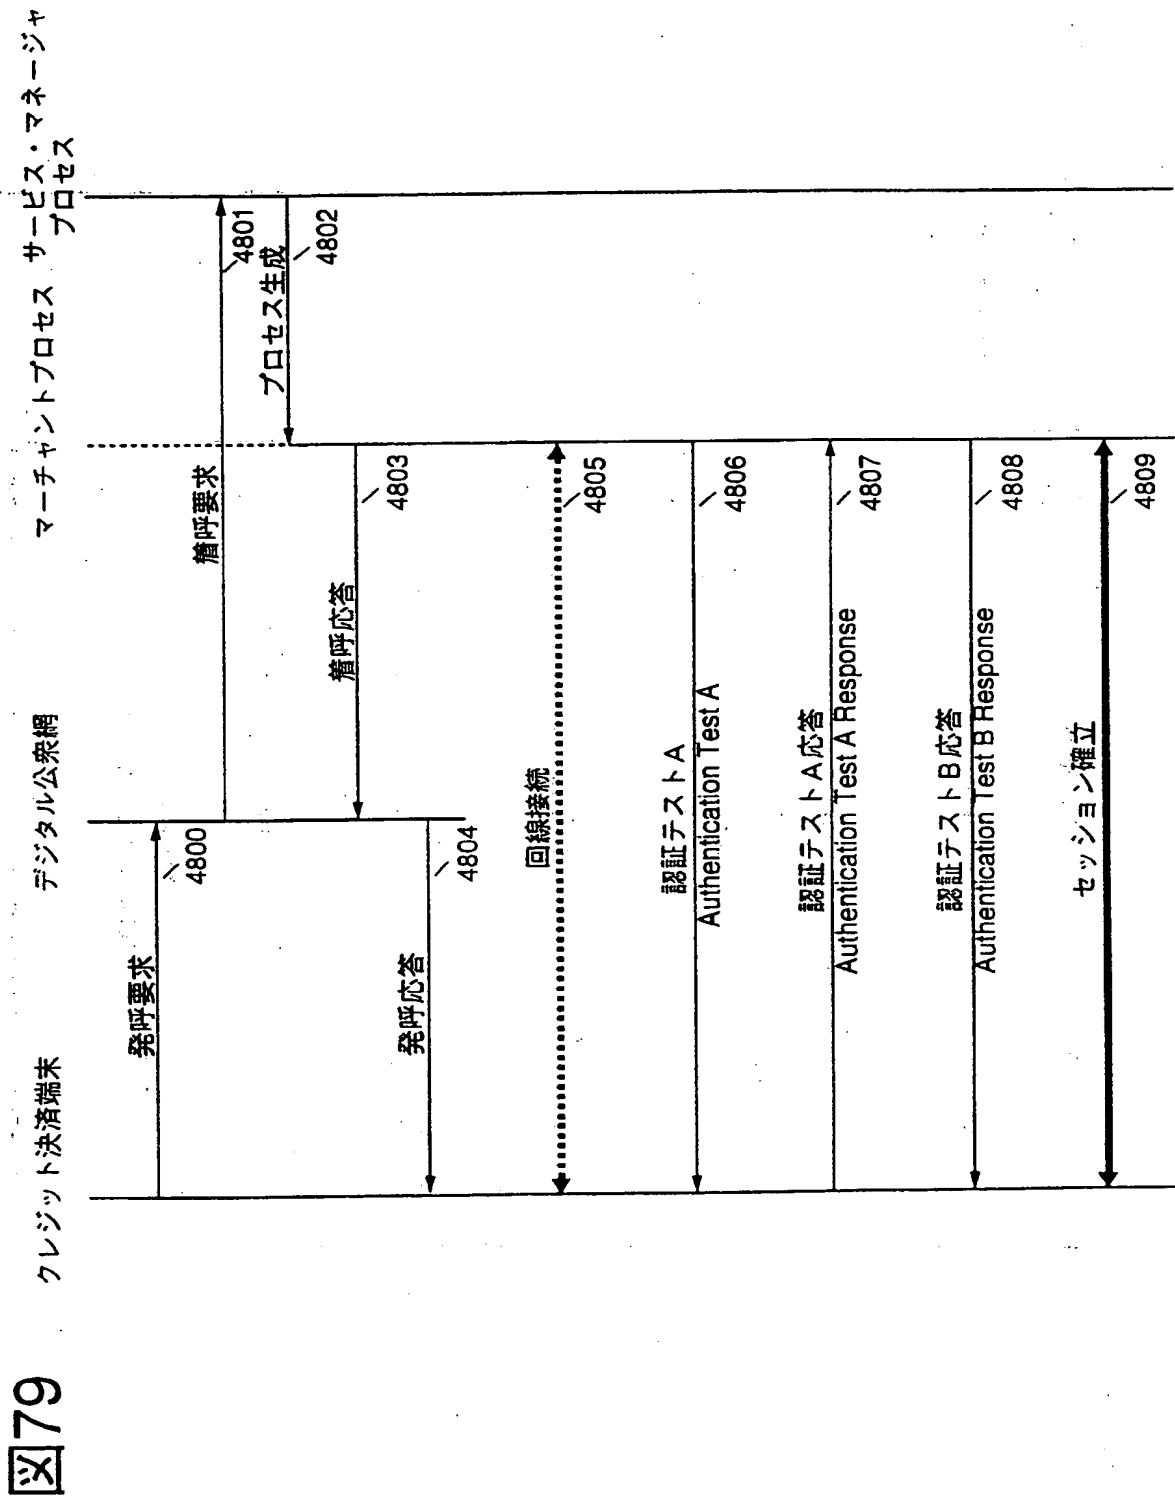 図79
クレジット決済端末
デジタル公衆網
マーチャントプロセス
サービス・マネージャ
プロセス
発呼要求
4800
着呼要求
4801
プロセス生成
4802
着呼応答
4803
発呼応答
4804
回線接続
4805
認証テストA
Authentication Test A
4806
認証テストA応答
Authentication Test A Response
4807
認証テストB応答
Authentication Test B Response
4808
セッション確立
4809